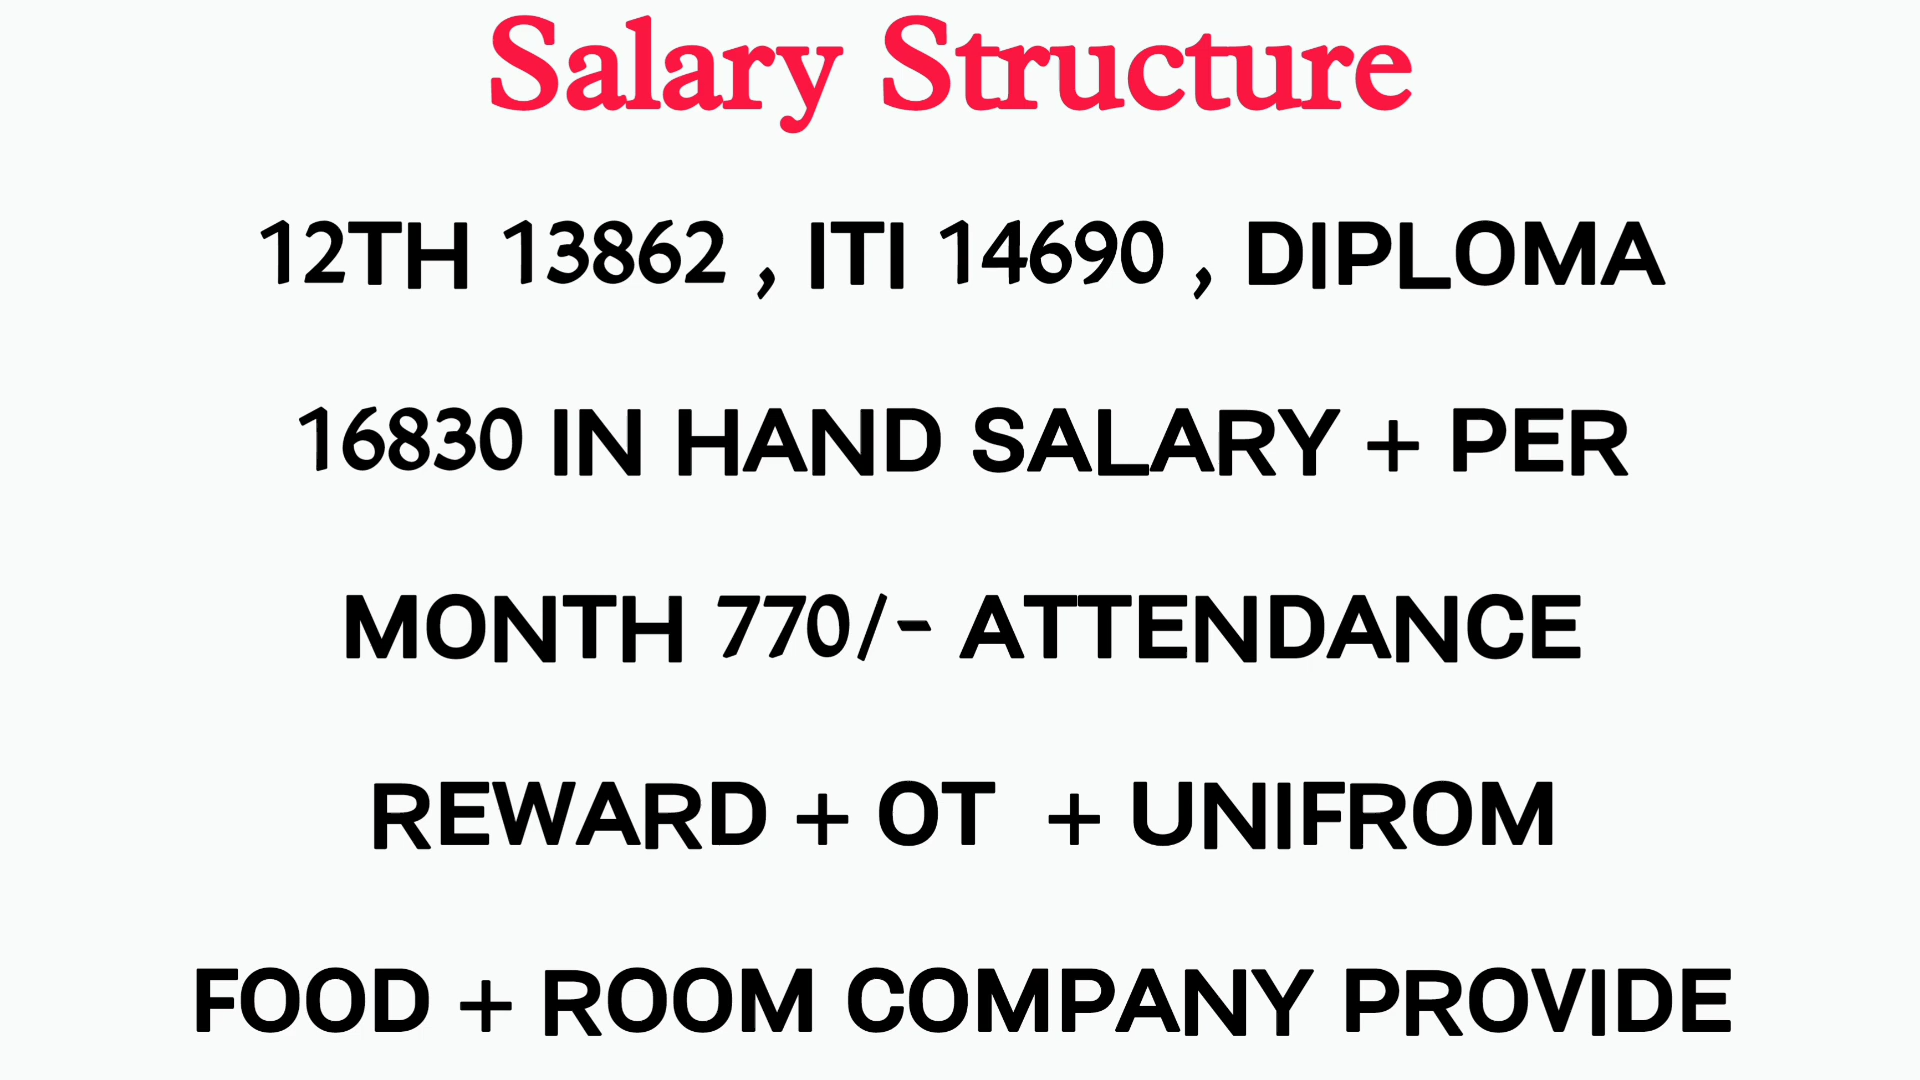 Salary Structure
12TH 13862 , ITI 14690 , DIPLOMA
16830 IN HAND SALARY + PER
MONTH 770/- ATTENDANCE
REWARD + OT + UNIFROM
FOOD + ROOM COMPANY PROVIDE